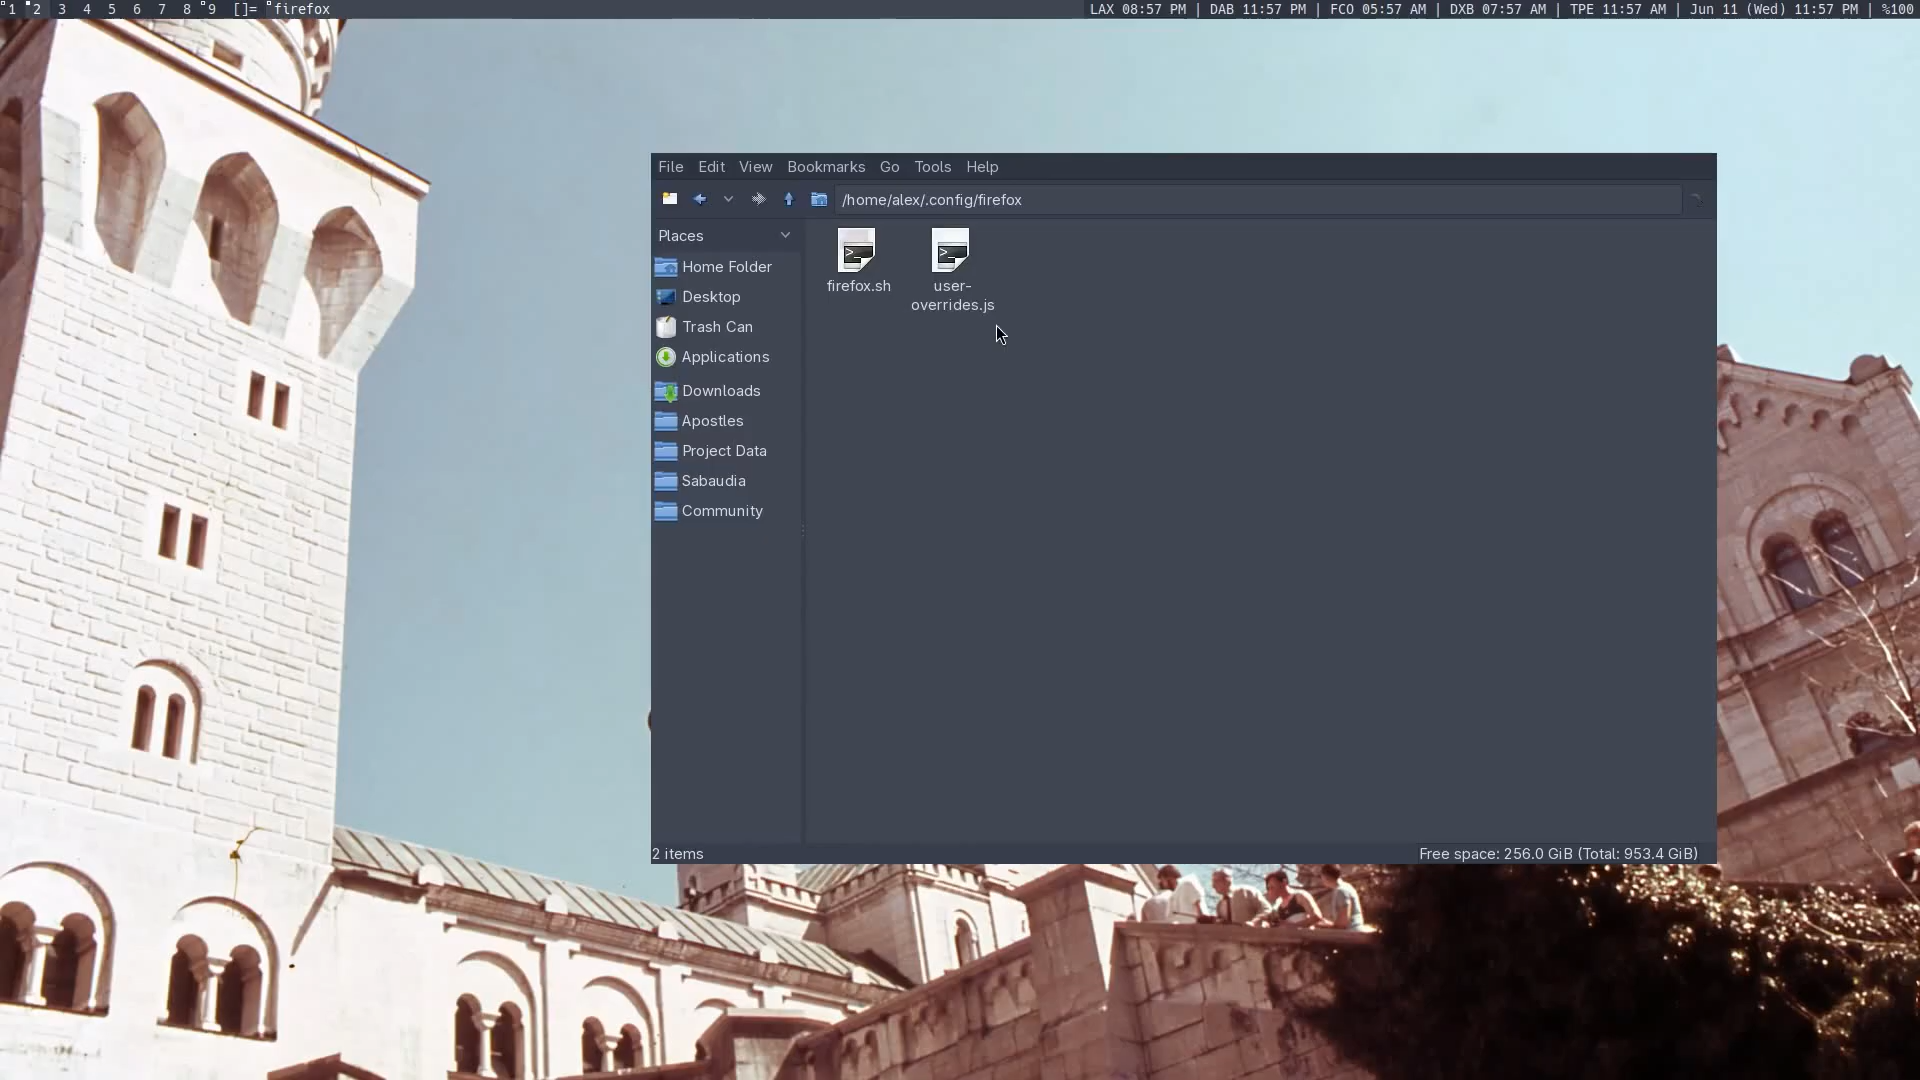 1 2 3 4 5 6 7 8 9 []= firefox
LAX 08:57 PM | DAB 11:57 PM | FCO 05:57 AM | DXB 07:57 AM | TPE 11:57 AM | Jun 11 (Wed) 11:57 PM | %100
File Edit View Bookmarks Go Tools Help
/home/alex/.config/firefox
Places
Home Folder
Desktop
Trash Can
Applications
Downloads
Apostles
Project Data
Sabaudia
Community
firefox.sh
user-
overrides.js
2 items
Free space: 256.0 GiB (Total: 953.4 GiB)